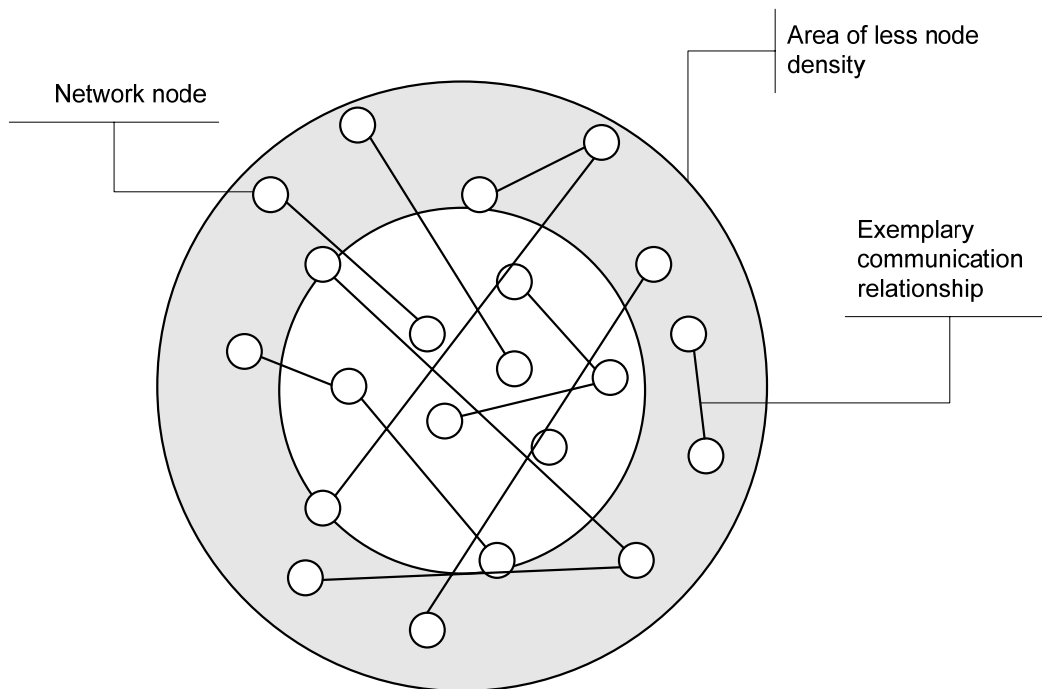 Area of less node
density
Network node
Exemplary
communication
relationship